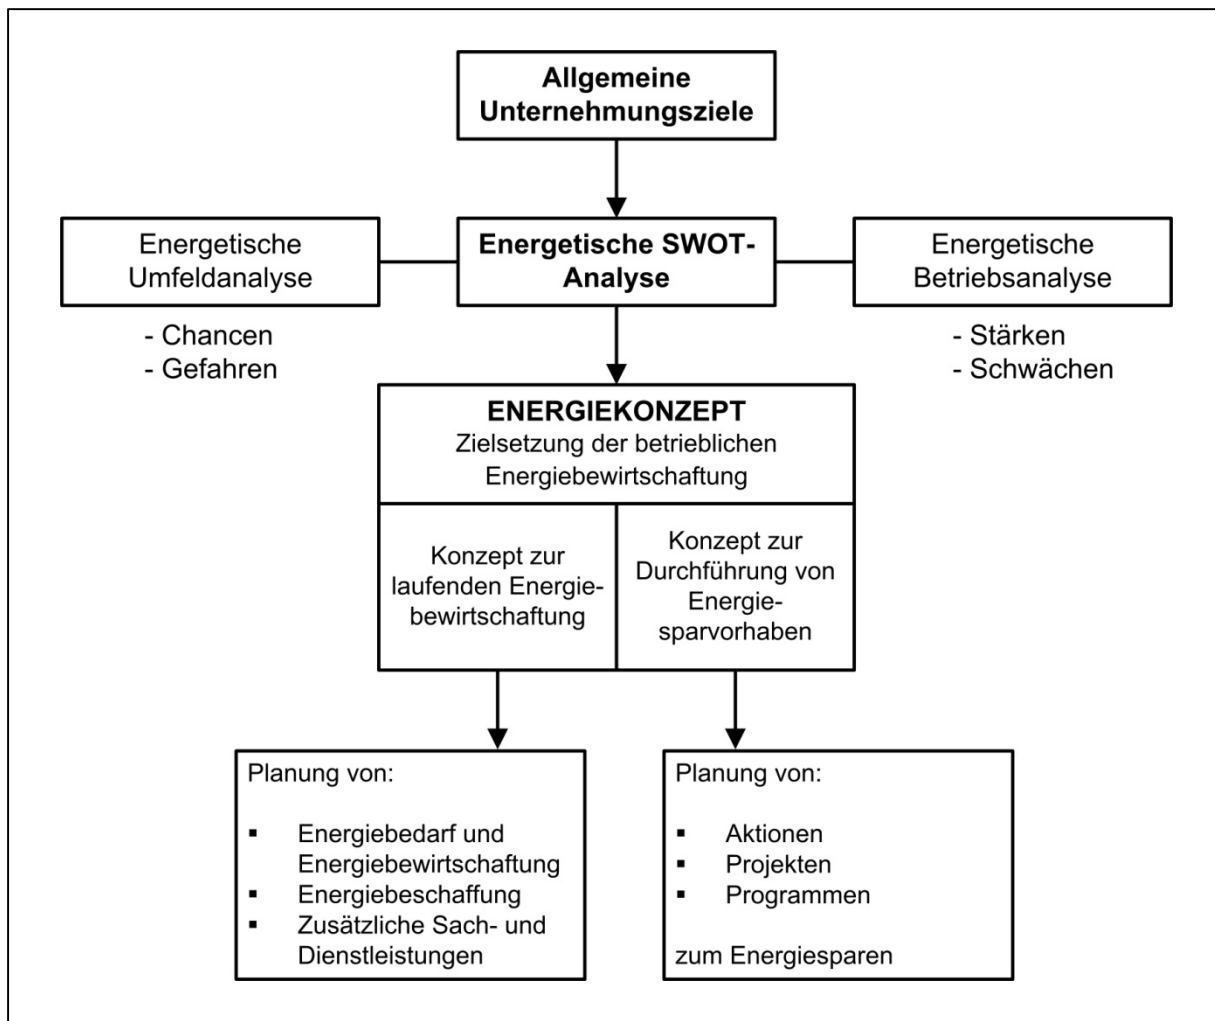 Allgemeine
Unternehmungsziele
Energetische
Umfeldanalyse
Energetische SWOT-
Analyse
Energetische
Betriebsanalyse
- Chancen
- Gefahren
- Stärken
- Schwächen
ENERGIEKONZEPT
Zielsetzung der betrieblichen
Energiebewirtschaftung
Konzept zur
laufenden Energie-
bewirtschaftung
Konzept zur
Durchführung von
Energie-
sparvorhaben
Planung von:
▪ Energiebedarf und
Energiebewirtschaftung
▪ Energiebeschaffung
▪ Zusätzliche Sach- und
Dienstleistungen
Planung von:
▪ Aktionen
▪ Projekten
▪ Programmen
zum Energiesparen